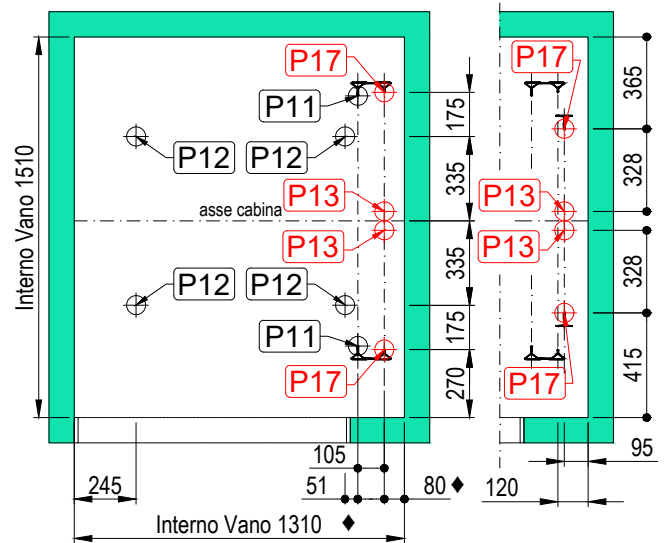 P17
P17
P11
P12
P12
asse cabina
P13
P13
P13
P13
P12
P12
P11
P17
P17
Interno Vano 1510
175
335
335
175
270
365
328
328
415
105
95
245
51
80 ♦
120
Interno Vano 1310 ♦